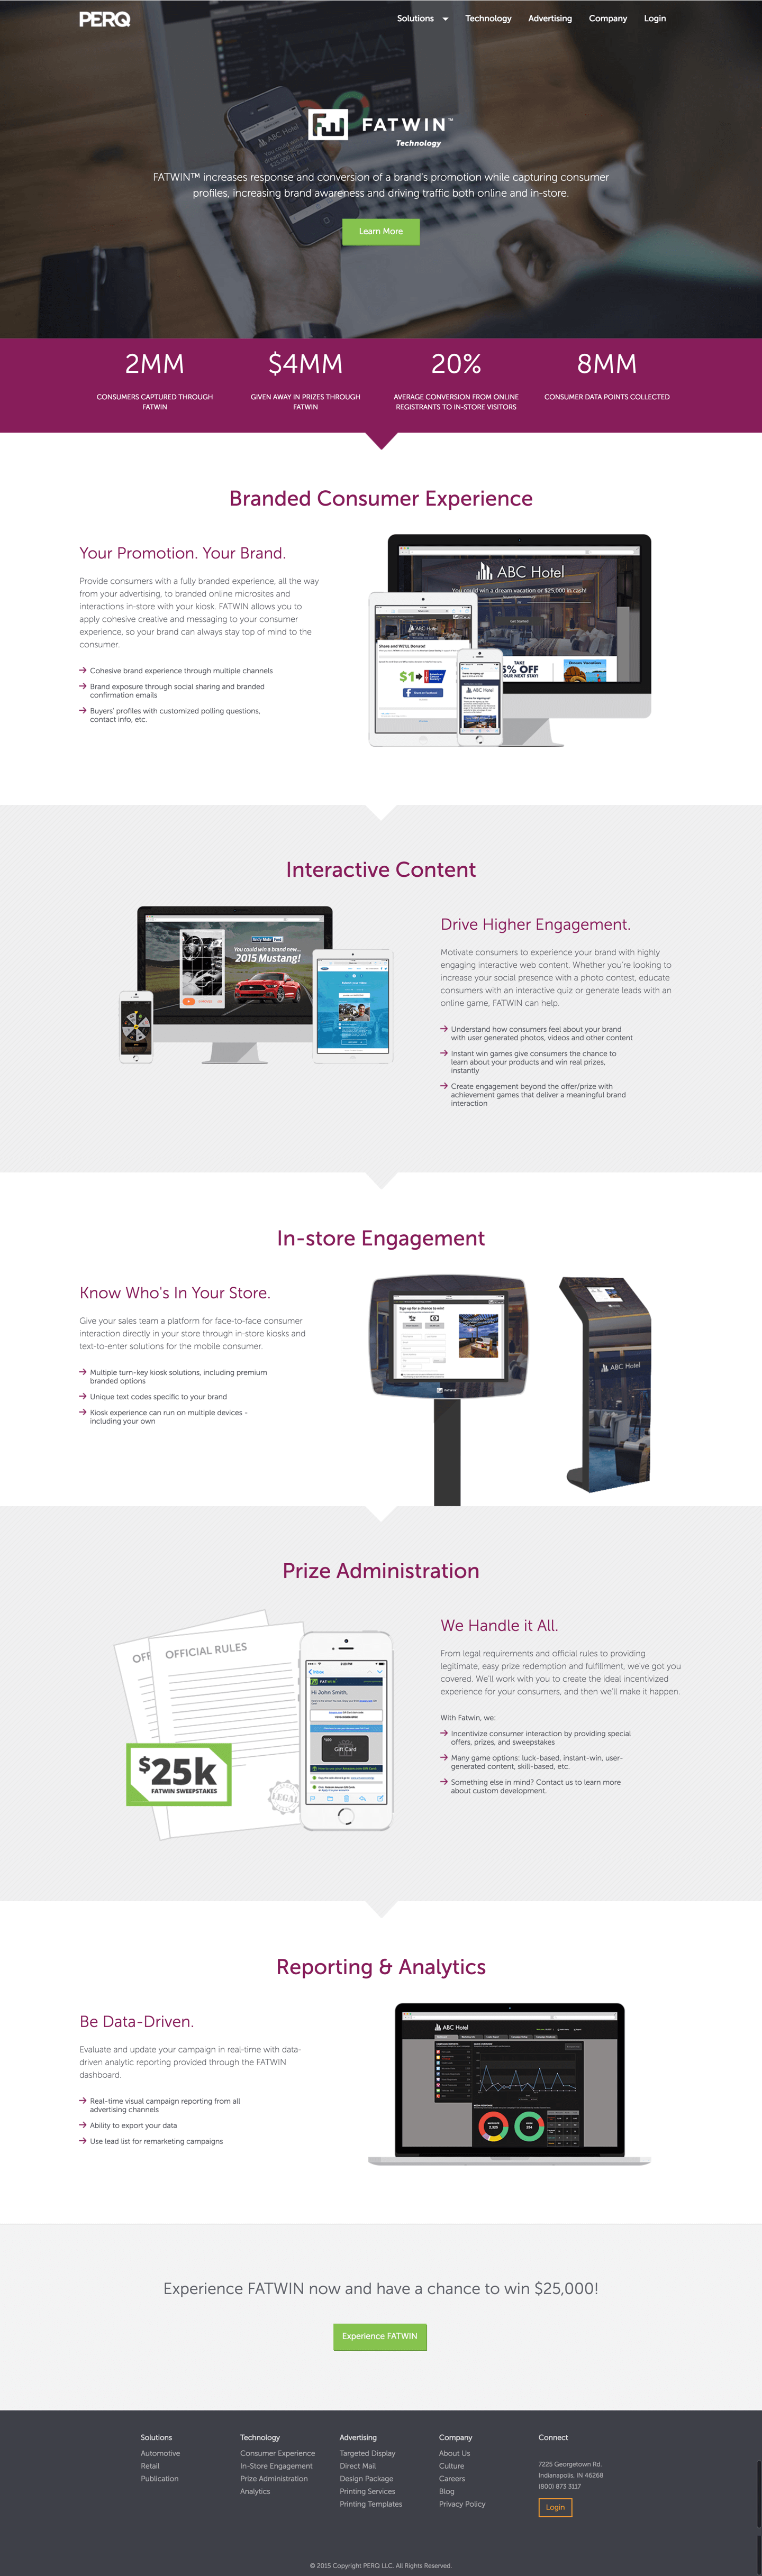 PERQ
Solutions
Technology
Advertising
Company
Login
FW FATWIN™
Technology
FATWIN™ increases response and conversion of a brand's promotion while capturing consumer
profiles, increasing brand awareness and driving traffic both online and in-store.
Learn More
2MM
CONSUMERS CAPTURED THROUGH
FATWIN
$4MM
GIVEN AWAY IN PRIZES THROUGH
FATWIN
20%
AVERAGE CONVERSION FROM ONLINE
REGISTRANTS TO IN-STORE VISITORS
8MM
CONSUMER DATA POINTS COLLECTED
Branded Consumer Experience
Your Promotion. Your Brand.
Provide consumers with a fully branded experience, all the way
from your advertising, to branded online microsites and
interactions in-store with your kiosk. FATWIN allows you to
apply cohesive creative and messaging to your consumer
experience, so your brand can always stay top of mind to the
consumer.
Cohesive brand experience through multiple channels
Brand exposure through social sharing and branded
confirmation emails
Buyers' profiles with customized polling questions,
contact info, etc.
ABC Hotel
You could win a dream vacation or $25,000 in cash!
Share and WE'LL Donate!
$1
TAKE
5% OFF
YOUR NEXT STAY!
Dream Vacation.
ABC Hotel
Interactive Content
You could win a brand new...
2015 Mustang!
Drive Higher Engagement.
Motivate consumers to experience your brand with highly
engaging interactive web content. Whether you're looking to
increase your social presence with a photo contest, educate
consumers with an interactive quiz or generate leads with an
online game, FATWIN can help.
Understand how consumers feel about your brand
with user generated photos, videos and other content
Instant win games give consumers the chance to
learn about your products and win real prizes,
instantly
Create engagement beyond the offer/prize with
achievement games that deliver a meaningful brand
interaction
In-store Engagement
Know Who's In Your Store.
Give your sales team a platform for face-to-face consumer
interaction directly in your store through in-store kiosks and
text-to-enter solutions for the mobile consumer.
Multiple turn-key kiosk solutions, including premium
branded options
Unique text codes specific to your brand
Kiosk experience can run on multiple devices -
including your own
Sign up for a chance to win!
FATWIN
ABC Hotel
Prize Administration
OFF
OFFICIAL RULES
$25k
FATWIN SWEEPSTAKES
LEGAL
Inbox
FATWIN
Hi John Smith,
Gift Card
We Handle it All.
From legal requirements and official rules to providing
legitimate, easy prize redemption and fulfillment, we've got you
covered. We'll work with you to create the ideal incentivized
experience for your consumers, and then we'll make it happen.
With Fatwin, we:
Incentivize consumer interaction by providing special
offers, prizes, and sweepstakes
Many game options: luck-based, instant-win, user-
generated content, skill-based, etc.
Something else in mind? Contact us to learn more
about custom development.
Reporting & Analytics
Be Data-Driven.
Evaluate and update your campaign in real-time with data-
driven analytic reporting provided through the FATWIN
dashboard.
Real-time visual campaign reporting from all
advertising channels
Ability to export your data
Use lead list for remarketing campaigns
ABC Hotel
Experience FATWIN now and have a chance to win $25,000!
Experience FATWIN
Solutions
Automotive
Retail
Publication
Technology
Consumer Experience
In-Store Engagement
Prize Administration
Analytics
Advertising
Targeted Display
Direct Mail
Design Package
Printing Services
Printing Templates
Company
About Us
Culture
Careers
Blog
Privacy Policy
Connect
7225 Georgetown Rd.
Indianapolis, IN 46268
(800) 873 3117
Login
© 2015 Copyright PERQ LLC. All Rights Reserved.